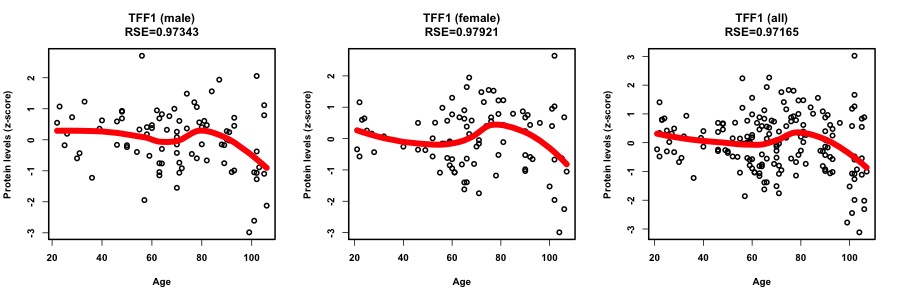 TFF1 (male)
RSE=0.97343
Protein levels (z-score)
2
1
0
-1
-2
-3
20 40 60 80 100
Age
TFF1 (female)
RSE=0.97921
Protein levels (z-score)
2
1
0
-1
-2
-3
20 40 60 80 100
Age
TFF1 (all)
RSE=0.97165
Protein levels (z-score)
3
2
1
0
-1
-2
-3
20 40 60 80 100
Age